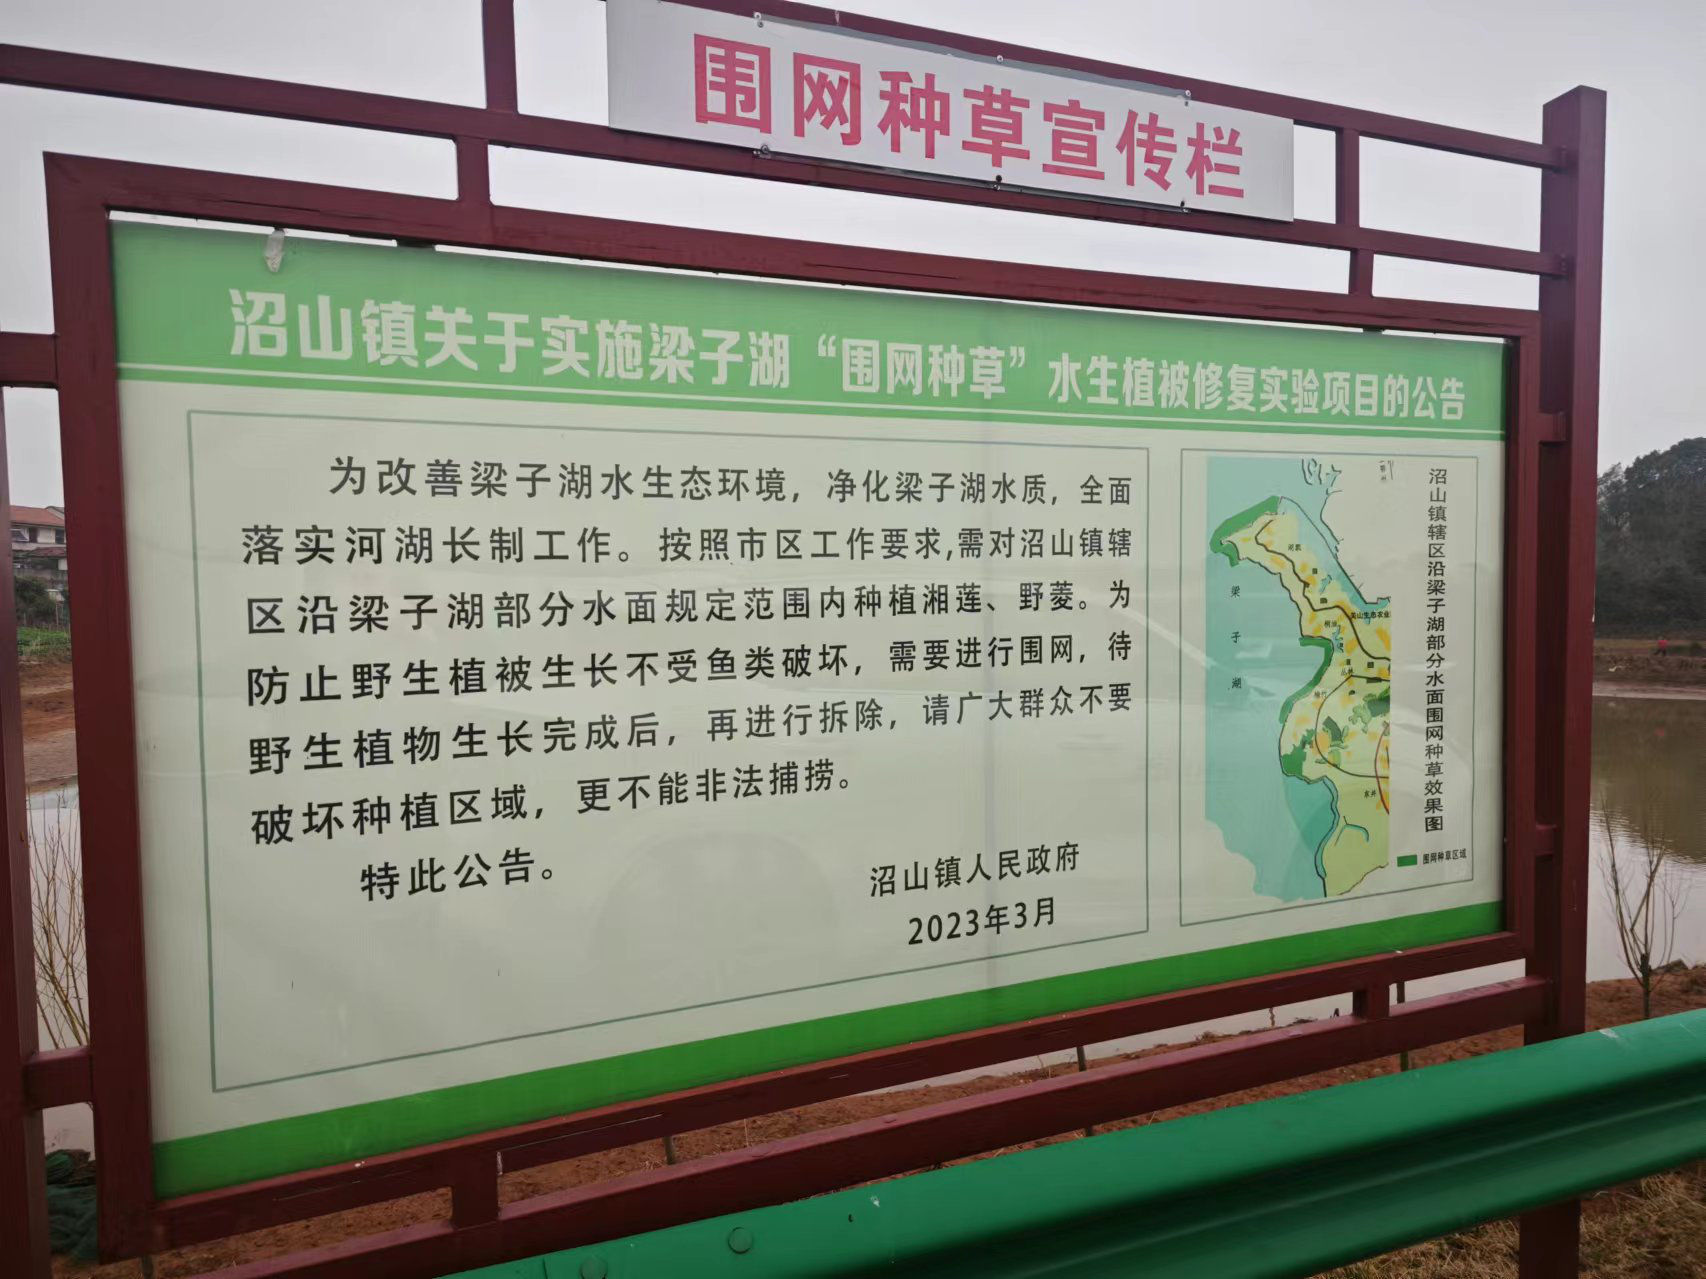 围网种草宣传栏
沼山镇关于实施梁子湖“围网种草”水生植被修复实验项目的公告
为改善梁子湖水生态环境，净化梁子湖水质，全面
落实河湖长制工作。按照市区工作要求,需对沼山镇辖
区沿梁子湖部分水面规定范围内种植湘莲、野菱。为
防止野生植被生长不受鱼类破坏，需要进行围网，待
野生植物生长完成后，再进行拆除，请广大群众不要
破坏种植区域，更不能非法捕捞。
特此公告。
沼山镇人民政府
2023年3月
沼山镇辖区沿梁子湖部分水面围网种草效果图
梁子湖
围网种草区域